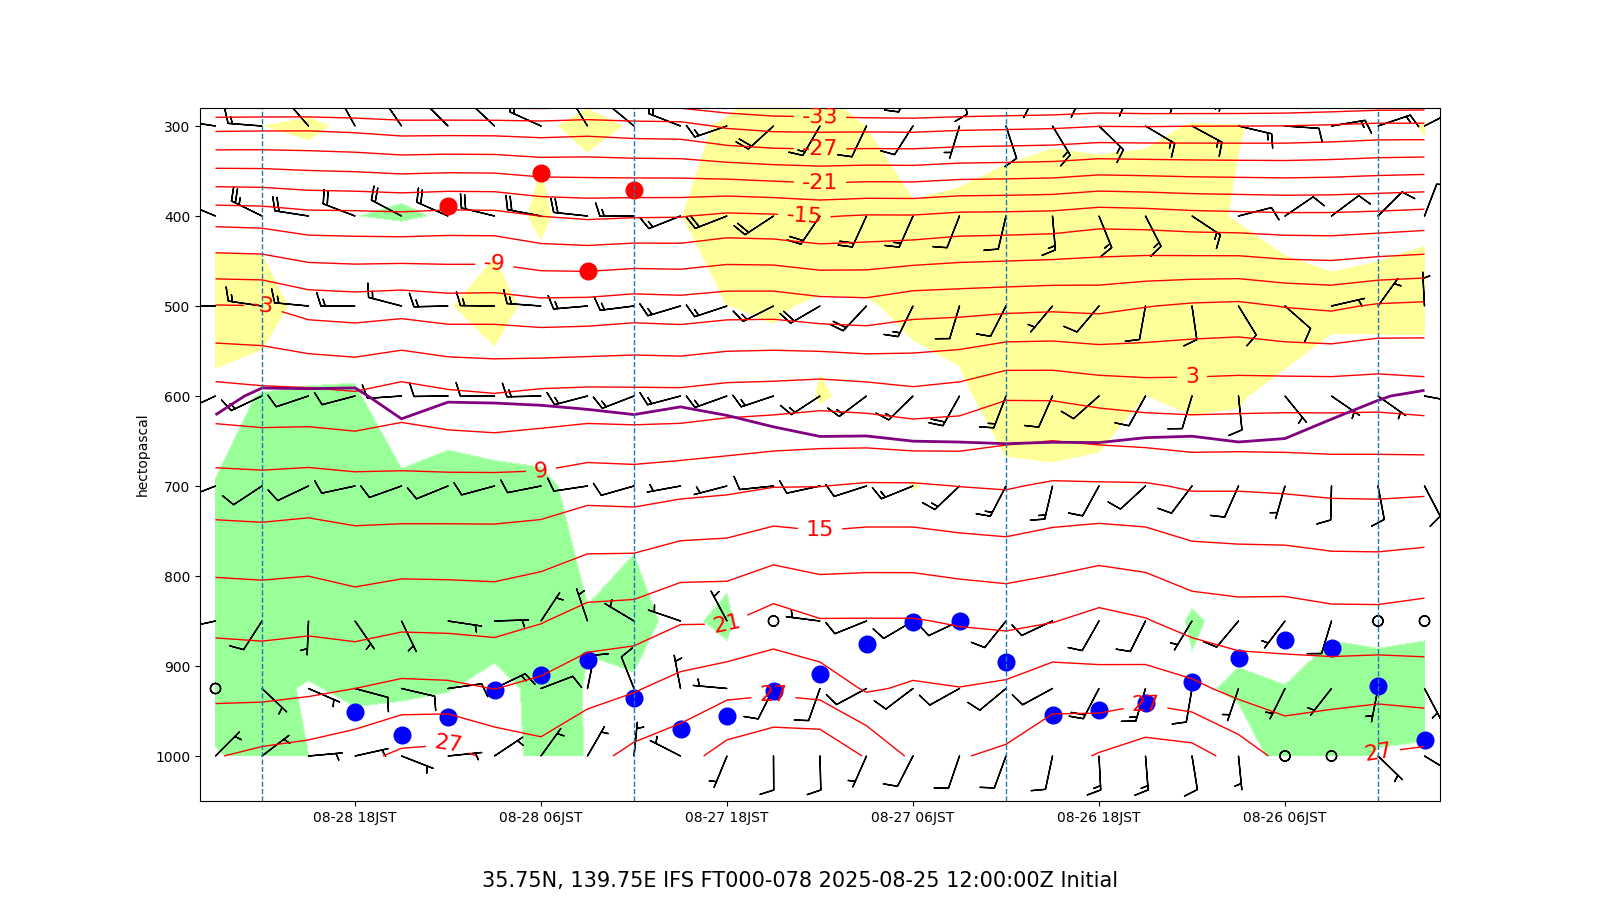 -33
300
-27
-21
-15
400
-9
3
500
3
600
9
700
15
800
21
900
27
27
27
27
1000
hectopascal
08-28 18JST
08-28 06JST
08-27 18JST
08-27 06JST
08-26 18JST
08-26 06JST
35.75N, 139.75E IFS FT000-078 2025-08-25 12:00:00Z Initial